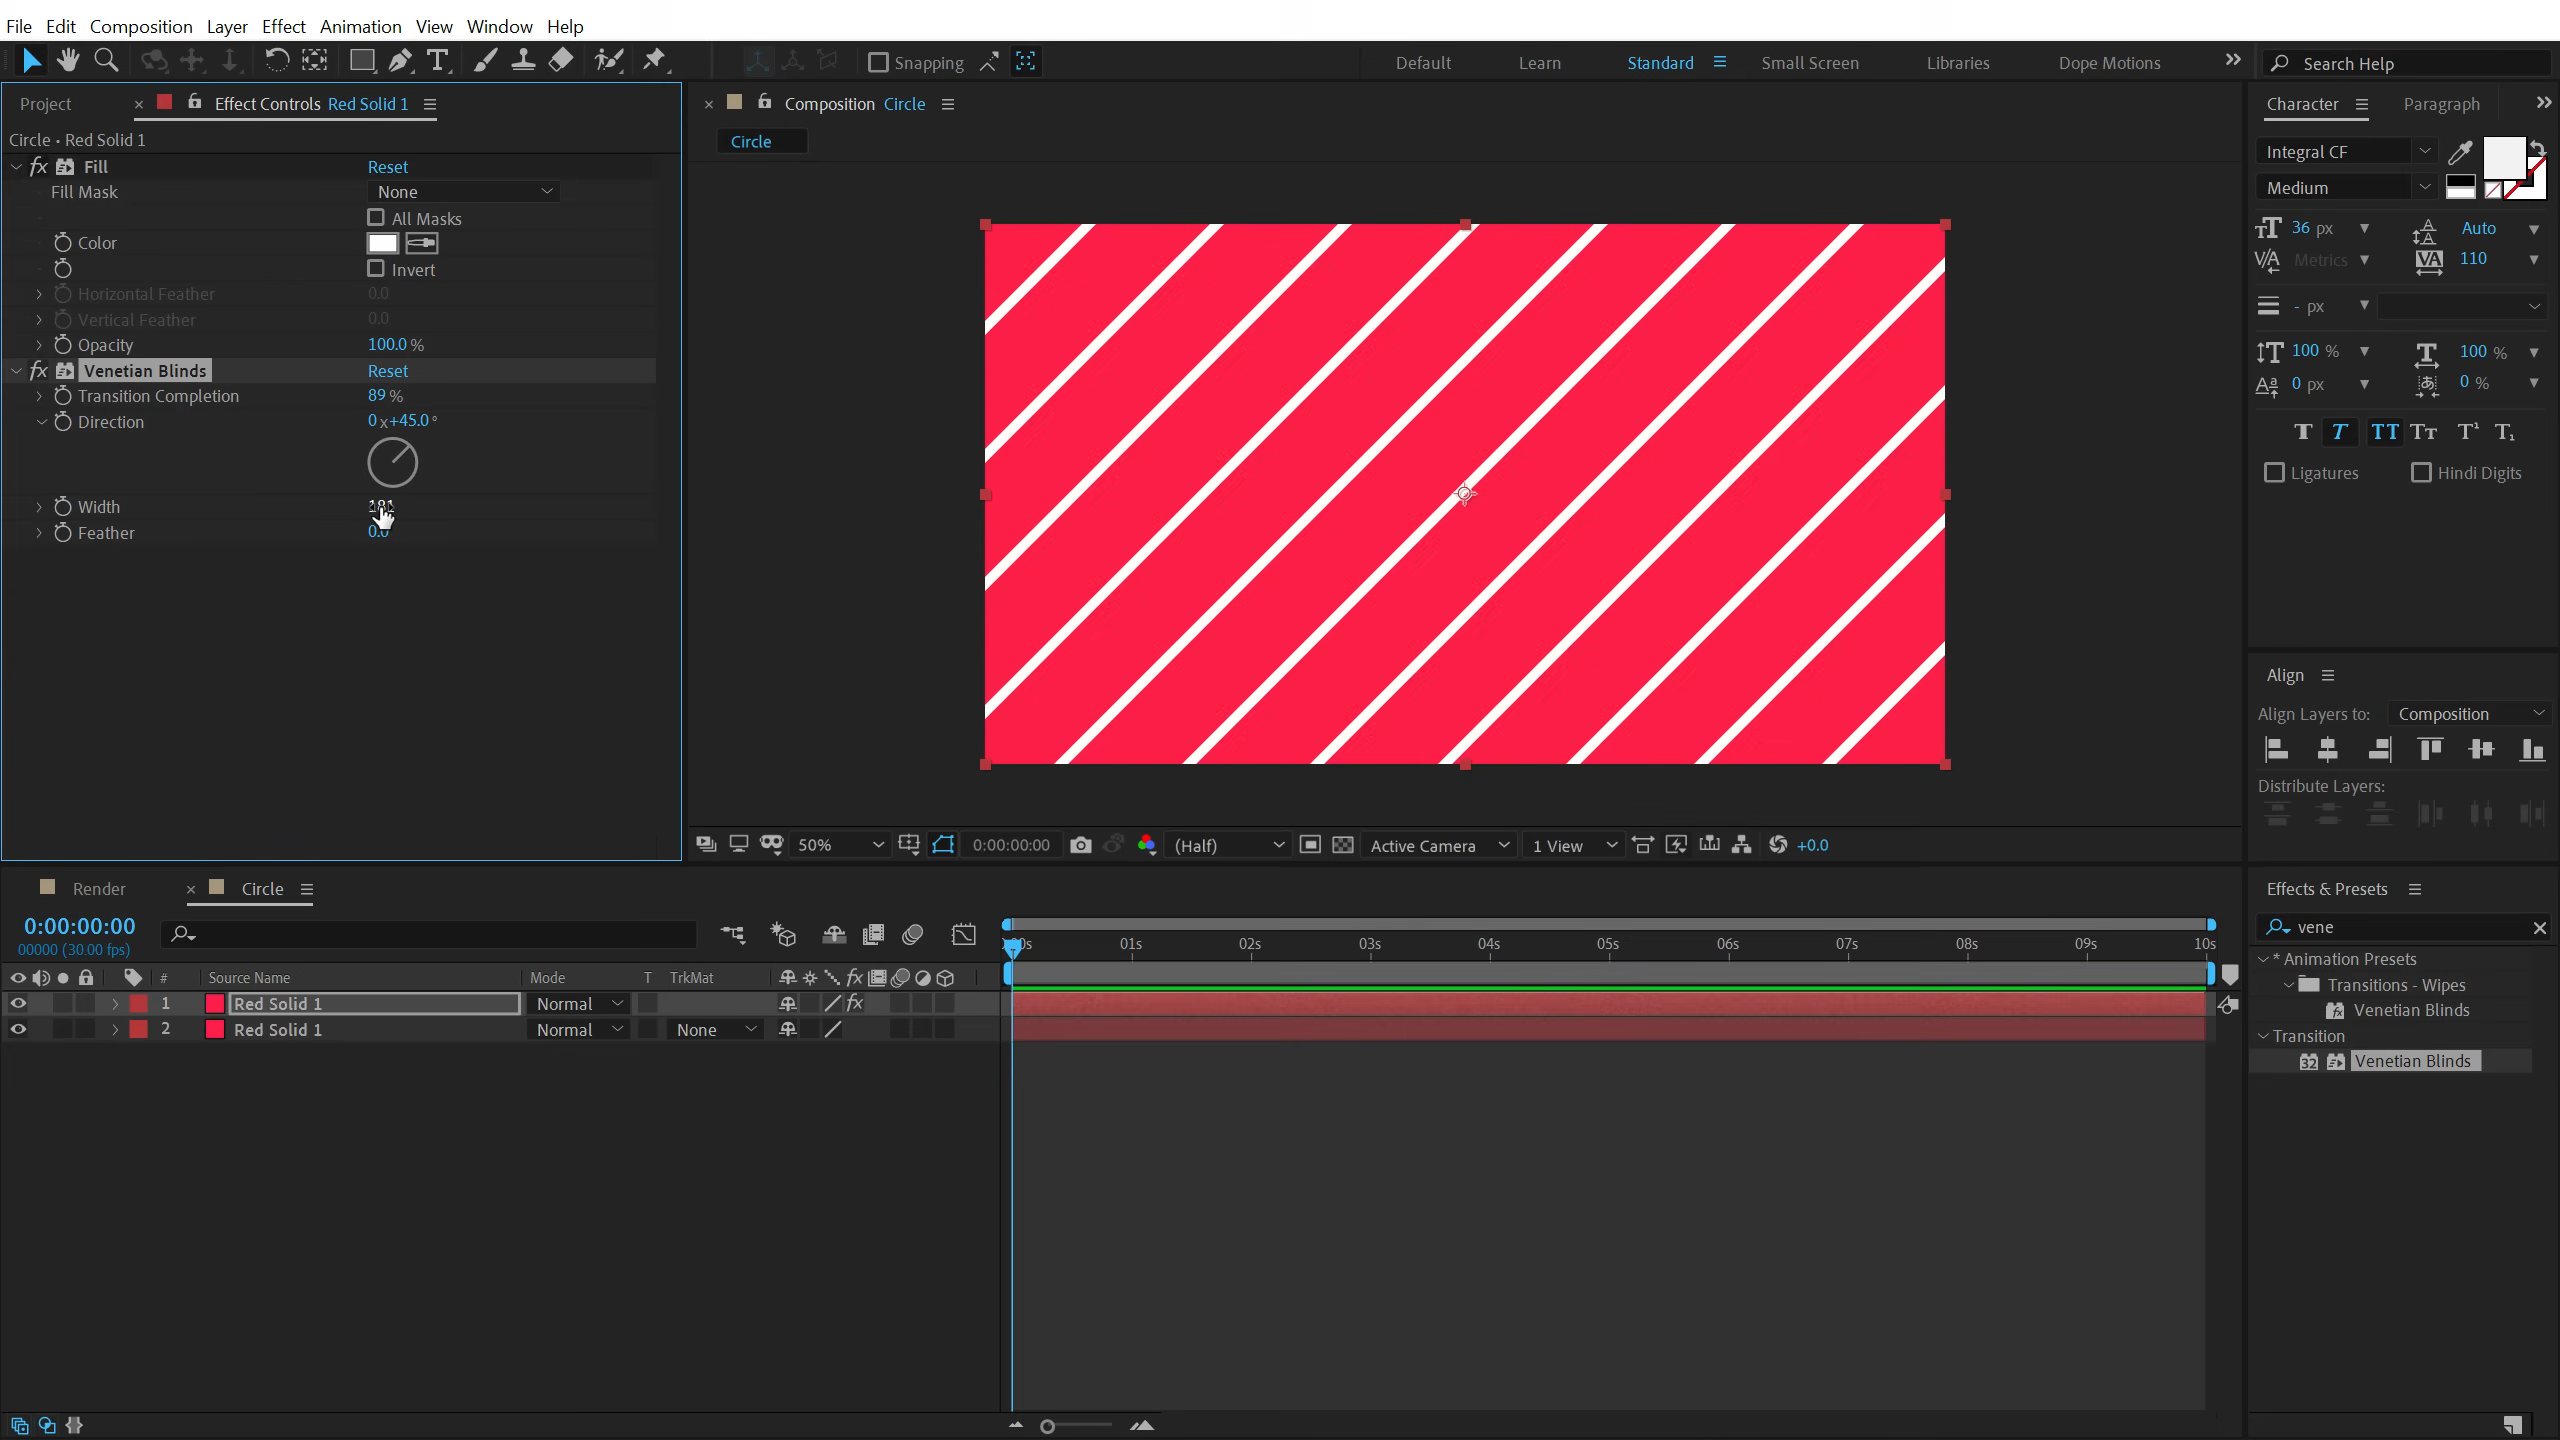 File Edit Composition Layer Effect Animation View Window Help
Snapping
Default Learn Standard Small Screen Libraries Dope Motions
Search Help
Project
Effect Controls Red Solid 1
Circle • Red Solid 1
fx Fill Reset
Fill Mask None
All Masks
Color
Invert
Horizontal Feather 0.0
Vertical Feather 0.0
Opacity 100.0 %
fx Venetian Blinds Reset
Transition Completion 89 %
Direction 0 x +45.0 °
Width 181
Feather 0.0
Composition Circle
Circle
50% 0:00:00:00 (Half) Active Camera 1 View +0.0
Character Paragraph
Integral CF
Medium
36 px Auto
Metrics 110
- px
100 % 100 %
0 px 0 %
Ligatures Hindi Digits
Align
Align Layers to: Composition
Distribute Layers:
Effects & Presets
vene
* Animation Presets
Transitions - Wipes
Venetian Blinds
Transition
32 Venetian Blinds
Render Circle
0:00:00:00
00000 (30.00 fps)
01s 02s 03s 04s 05s 06s 07s 08s 09s 10s
# Source Name Mode T TrkMat
1 Red Solid 1 Normal
2 Red Solid 1 Normal None